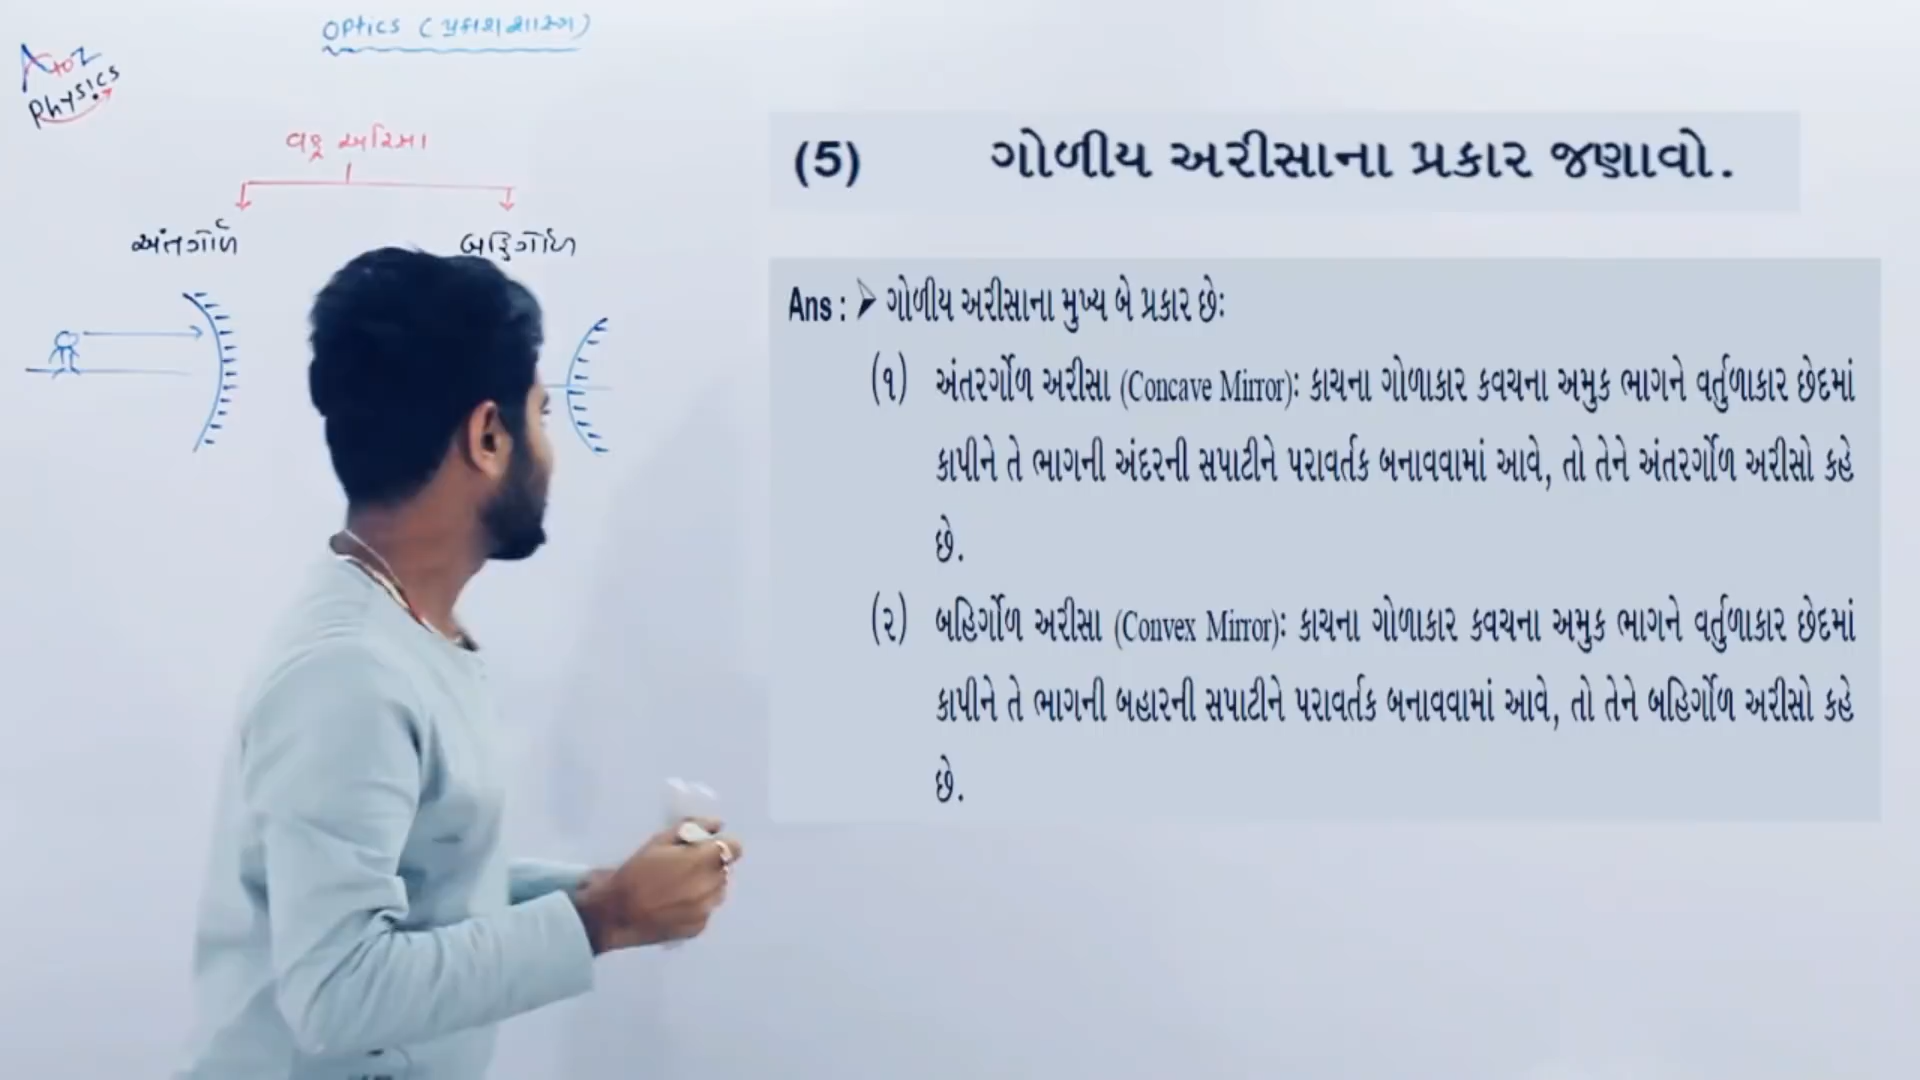 Optics (પ્રકાશશાસ્ત્ર)
A to Z
Physics
વક્ર અરિસા
અંતર્ગોળ
બહિર્ગોળ
(5) ગોળીય અરીસાના પ્રકાર જણાવો.
Ans : ➢ ગોળીય અરીસાના મુખ્ય બે પ્રકાર છેઃ
(૧) અંતરર્ગોળ અરીસા (Concave Mirror): કાચના ગોળાકાર કવચના અમુક ભાગને વર્તુળાકાર છેદમાં
કાપીને તે ભાગની અંદરની સપાટીને પરાવર્તક બનાવવામાં આવે, તો તેને અંતરર્ગોળ અરીસો કહે
છે.
(૨) બહિર્ગોળ અરીસા (Convex Mirror): કાચના ગોળાકાર કવચના અમુક ભાગને વર્તુળાકાર છેદમાં
કાપીને તે ભાગની બહારની સપાટીને પરાવર્તક બનાવવામાં આવે, તો તેને બહિર્ગોળ અરીસો કહે
છે.